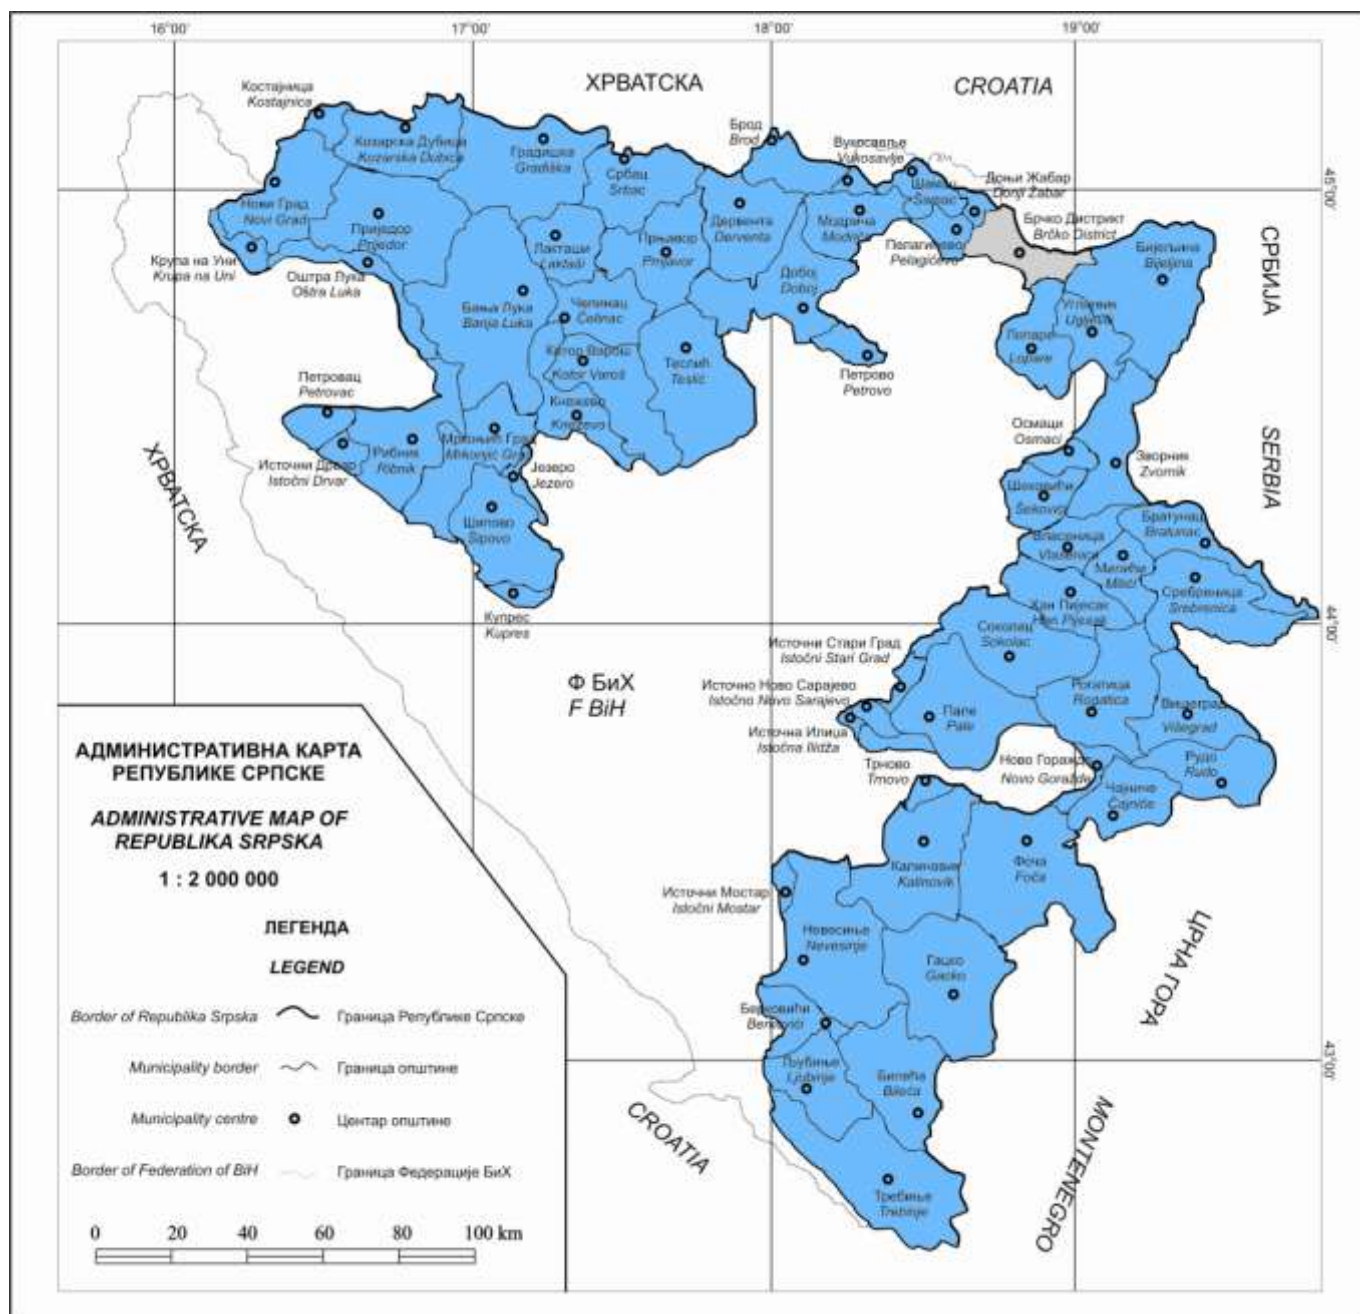 16°00'
17°00'
18°00'
19°00'
ХРВАТСКА
CROATIA
Костајница
Kostajnica
Козарска Дубица
Kozarska Dubica
Градишка
Gradiška
Србац
Srbac
Брод
Brod
Вукосавље
Vukosavlje
Шамац
Šamac
Доњи Жабар
Donji Žabar
45°00'
Нови Град
Novi Grad
Приједор
Prijedor
Лакташи
Laktaši
Прњавор
Prnjavor
Дервента
Derventa
Модрича
Modriča
Пелагићево
Pelagićevo
Брчко Дистрикт
Brčko District
Бијељина
Bijeljina
СРБИЈА
Крупа на Уни
Krupa na Uni
Оштра Лука
Oštra Luka
Бања Лука
Banja Luka
Челинац
Čelinac
Добој
Doboj
Угљевик
Ugljevik
Лопаре
Lopare
Котор Варош
Kotor Varoš
Теслић
Teslić
Петрово
Petrovo
Петровац
Petrovac
Кнежево
Kneževo
Осмаци
Osmaci
Зворник
Zvornik
SERBIA
ХРВАТСКА
Источни Дрвар
Istočni Drvar
Рибник
Ribnik
Мркоњић Град
Mrkonjić Grad
Језеро
Jezero
Шековићи
Šekovići
Шипово
Šipovo
Братунац
Bratunac
Власеница
Vlasenica
Милићи
Milići
Сребреница
Srebrenica
Купрес
Kupres
Хан Пијесак
Han Pijesak
44°00'
Соколац
Sokolac
Источни Стари Град
Istočni Stari Grad
Источно Ново Сарајево
Istočno Novo Sarajevo
Источна Илиџа
Istočna Ilidža
Ф БиХ
F BiH
Пале
Pale
Рогатица
Rogatica
Вишеград
Višegrad
Трново
Trnovo
Ново Горажде
Novo Goražde
Рудо
Rudo
Чајниче
Čajniče
Калиновик
Kalinovik
Фоча
Foča
Источни Мостар
Istočni Mostar
Невесиње
Nevesinje
Гацко
Gacko
ЦРНА ГОРА
Берковићи
Berkovići
43°00'
Љубиње
Ljubinje
Билећа
Bileća
CROATIA
MONTENEGRO
Требиње
Trebinje
АДМИНИСТРАТИВНА КАРТА
РЕПУБЛИКЕ СРПСКЕ
ADMINISTRATIVE MAP OF
REPUBLIKA SRPSKA
1 : 2 000 000
ЛЕГЕНДА
LEGEND
Border of Republika Srpska Граница Републике Српске
Municipality border Граница општине
Municipality centre Центар општине
Border of Federation of BiH Граница Федерације БиХ
0 20 40 60 80 100 km